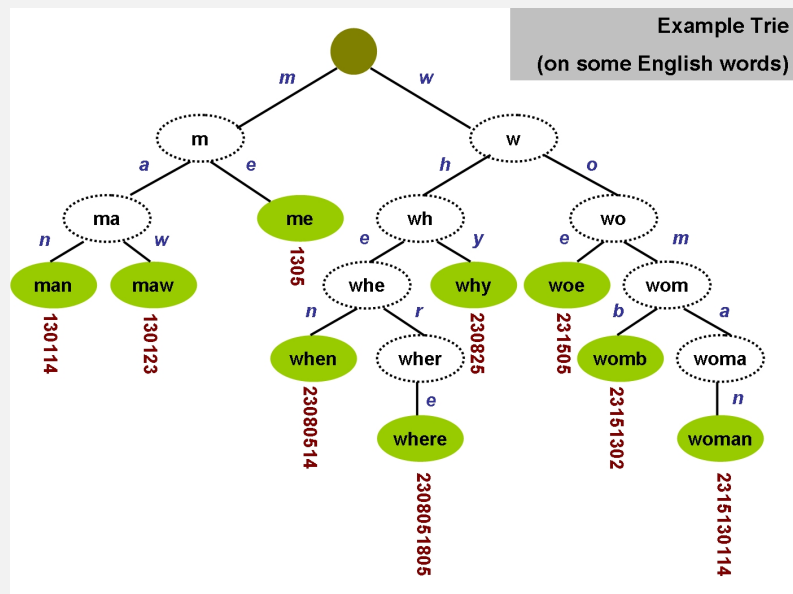 Example Trie
(on some English words)
m w
m w
a e h o
ma me wh wo
n w e y e m
1305
man maw whe why woe wom
n r b a
130114 130123 230825 231505
when wher womb woma
e n
23080514 23151302
where woman
2308051805 2315130114